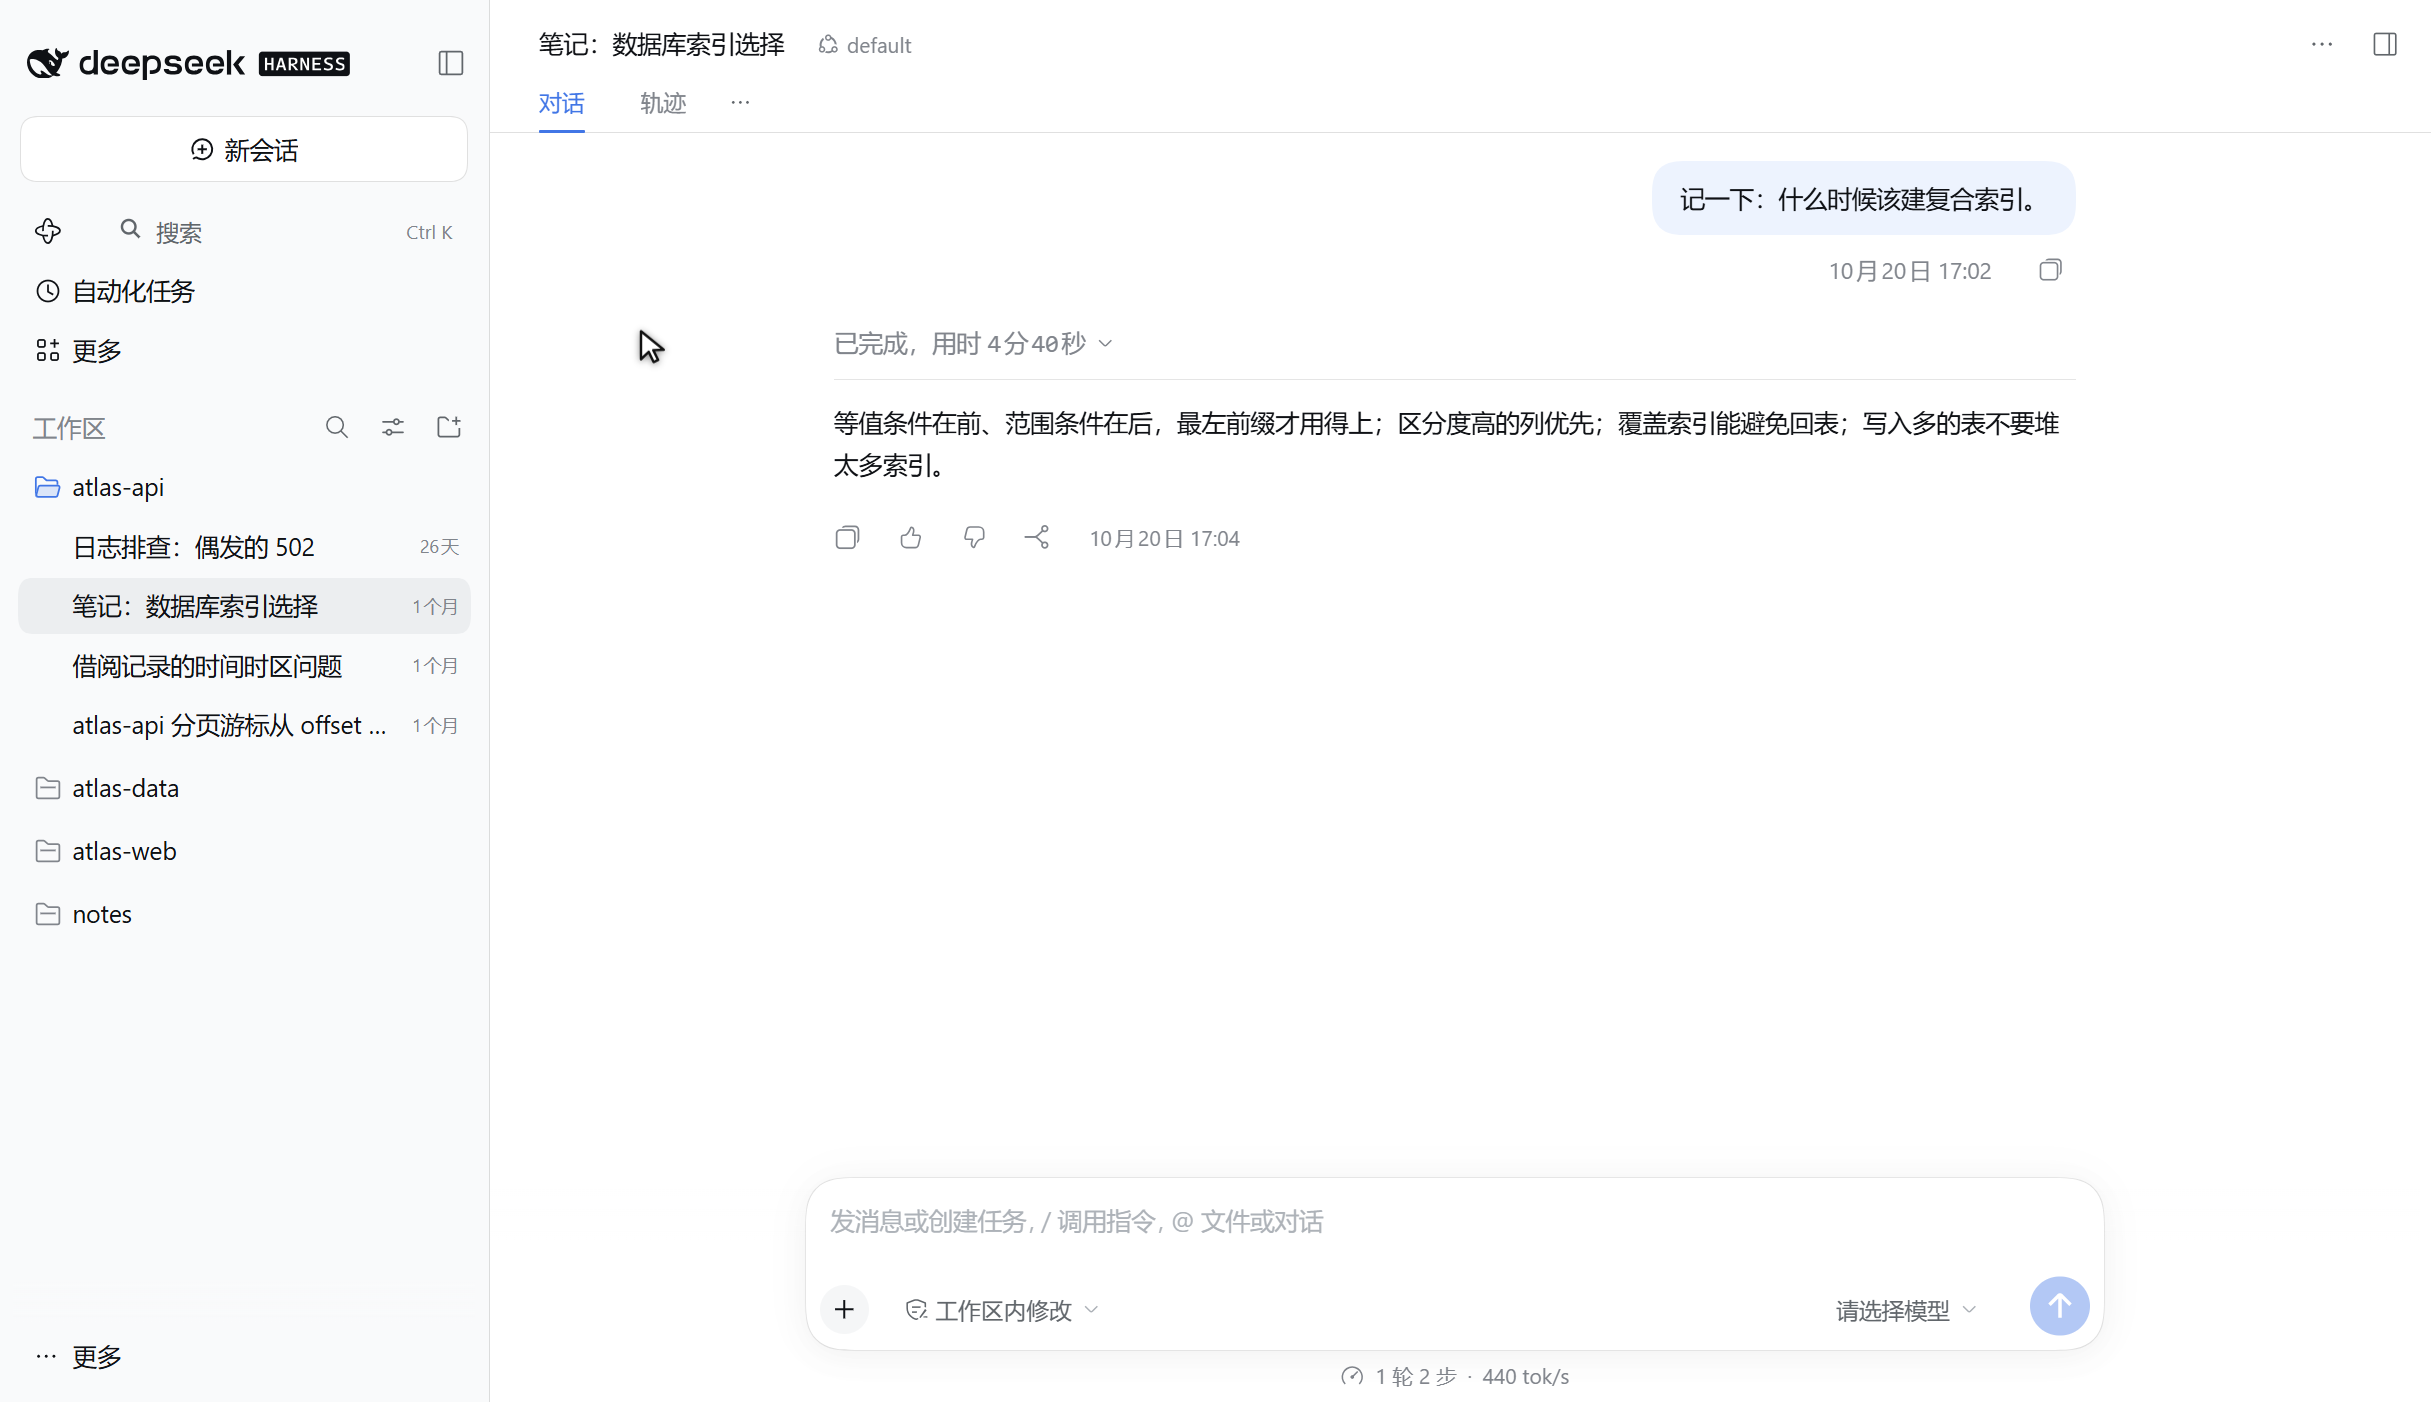 deepseek HARNESS
新会话
搜索 Ctrl K
自动化任务
更多
工作区
atlas-api
日志排查：偶发的 502 26天
笔记：数据库索引选择 1个月
借阅记录的时间时区问题 1个月
atlas-api 分页游标从 offset ... 1个月
atlas-data
atlas-web
notes
更多
笔记：数据库索引选择 default
对话 轨迹
记一下：什么时候该建复合索引。
10月20日 17:02
已完成，用时 4分40秒
等值条件在前、范围条件在后，最左前缀才用得上；区分度高的列优先；覆盖索引能避免回表；写入多的表不要堆
太多索引。
10月20日 17:04
发消息或创建任务, / 调用指令, @ 文件或对话
工作区内修改 请选择模型
1 轮 2 步 · 440 tok/s